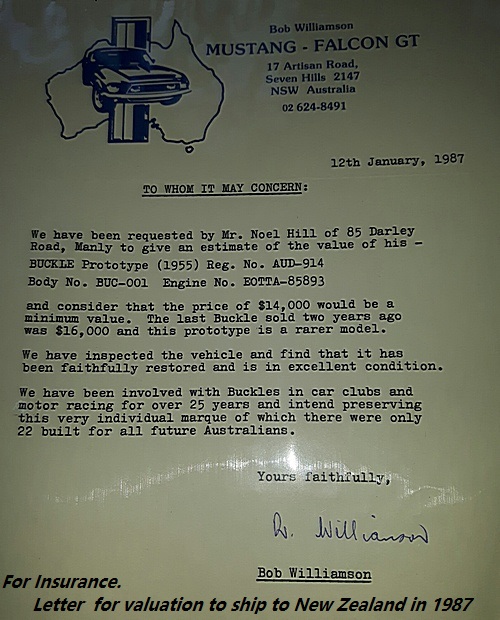 Bob Williamson
MUSTANG - FALCON GT
17 Artisan Road,
Seven Hills 2147
NSW Australia
02 624-8491
12th January, 1987
TO WHOM IT MAY CONCERN:
We have been requested by Mr. Noel Hill of 85 Darley
Road, Manly to give an estimate of the value of his -
BUCKLE Prototype (1955) Reg. No. AUD-914
Body No. BUC-001 Engine No. EOTTA-85893
and consider that the price of $14,000 would be a
minimum value. The last Buckle sold two years ago
was $16,000 and this prototype is a rarer model.
We have inspected the vehicle and find that it has
been faithfully restored and is in excellent condition.
We have been involved with Buckles in car clubs and
motor racing for over 25 years and intend preserving
this very individual marque of which there were only
22 built for all future Australians.
Yours faithfully,
R. Williamson
Bob Williamson
For Insurance.
Letter for valuation to ship to New Zealand in 1987